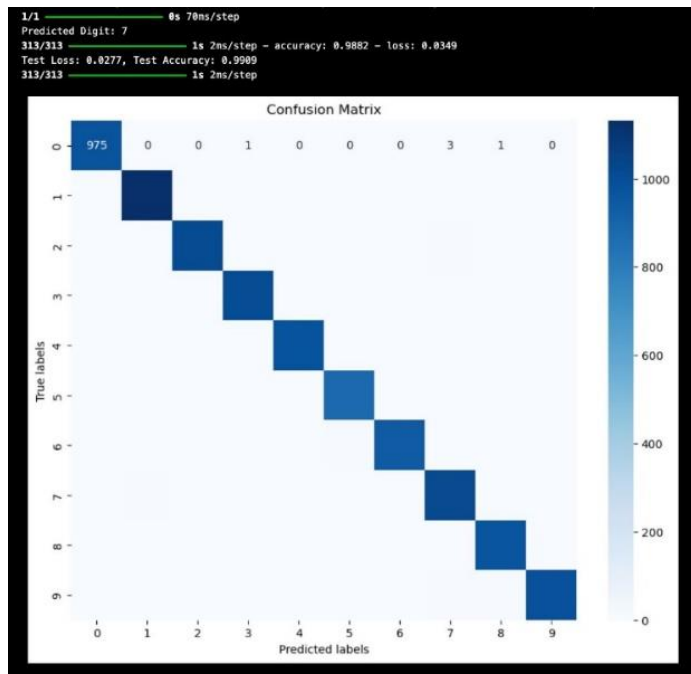 1/1 0s 70ms/step
Predicted Digit: 7
313/313 1s 2ms/step – accuracy: 0.9882 – loss: 0.0349
Test Loss: 0.0277, Test Accuracy: 0.9909
313/313 1s 2ms/step
Confusion Matrix
0 975 0 0 1 0 0 0 3 1 0
1
2
3
4
5
6
7
8
9
True labels
0 1 2 3 4 5 6 7 8 9
Predicted labels
1000
800
600
400
200
0